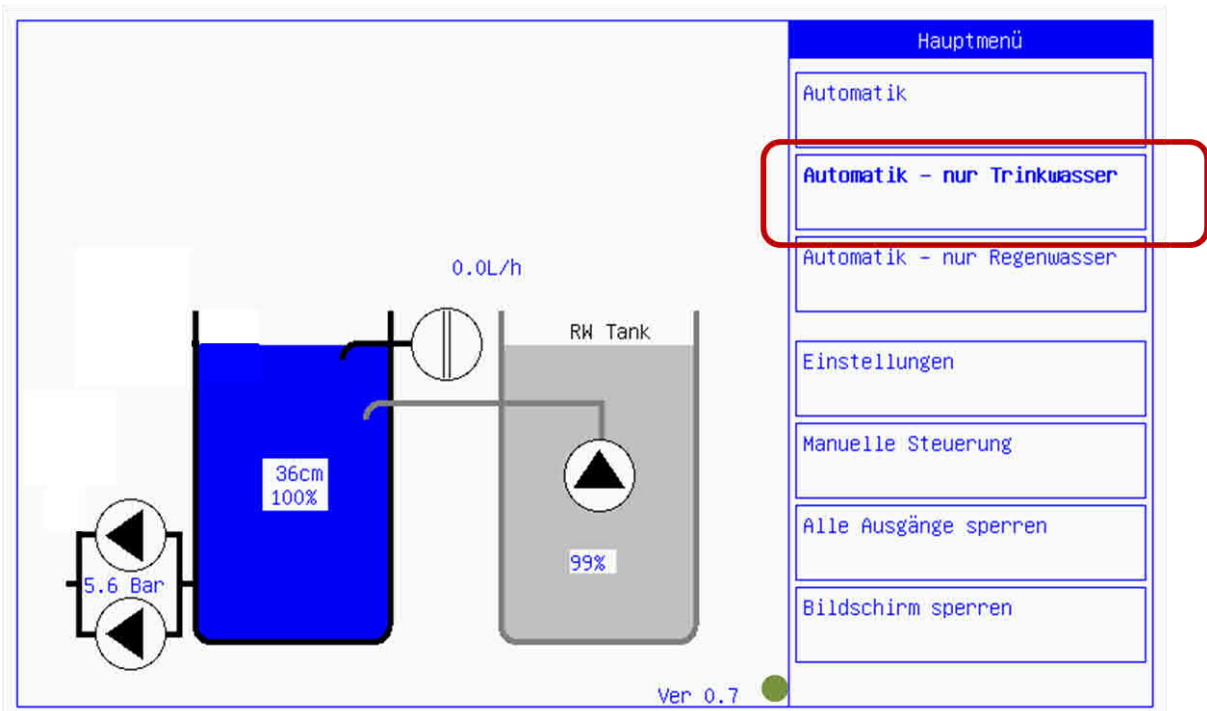 Hauptmenü
Automatik
Automatik - nur Trinkwasser
Automatik - nur Regenwasser
Einstellungen
Manuelle Steuerung
Alle Ausgänge sperren
Bildschirm sperren
0.0L/h
RW Tank
36cm
100%
99%
5.6 Bar
Ver 0.7